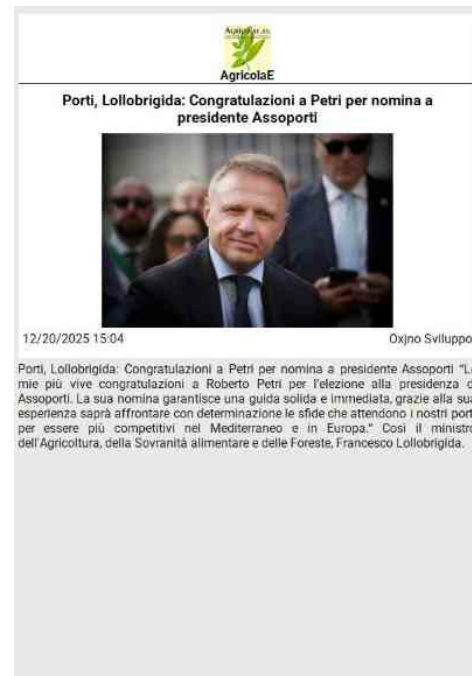 AgricolaE
Porti, Lollobrigida: Congratulazioni a Petri per nomina a
presidente Assoporti
12/20/2025 15:04
Oxjno Sviluppo
Porti, Lollobrigida: Congratulazioni a Petri per nomina a presidente Assoporti "L
mie più vive congratulazioni a Roberto Petri per l'elezione alla presidenza d
Assoporti. La sua nomina garantisce una guida solida e immediata, grazie alla sua
esperienza saprà affrontare con determinazione le sfide che attendono i nostri port
per essere più competitivi nel Mediterraneo e in Europa." Così il ministro
dell'Agricoltura, della Sovranità alimentare e delle Foreste, Francesco Lollobrigida.